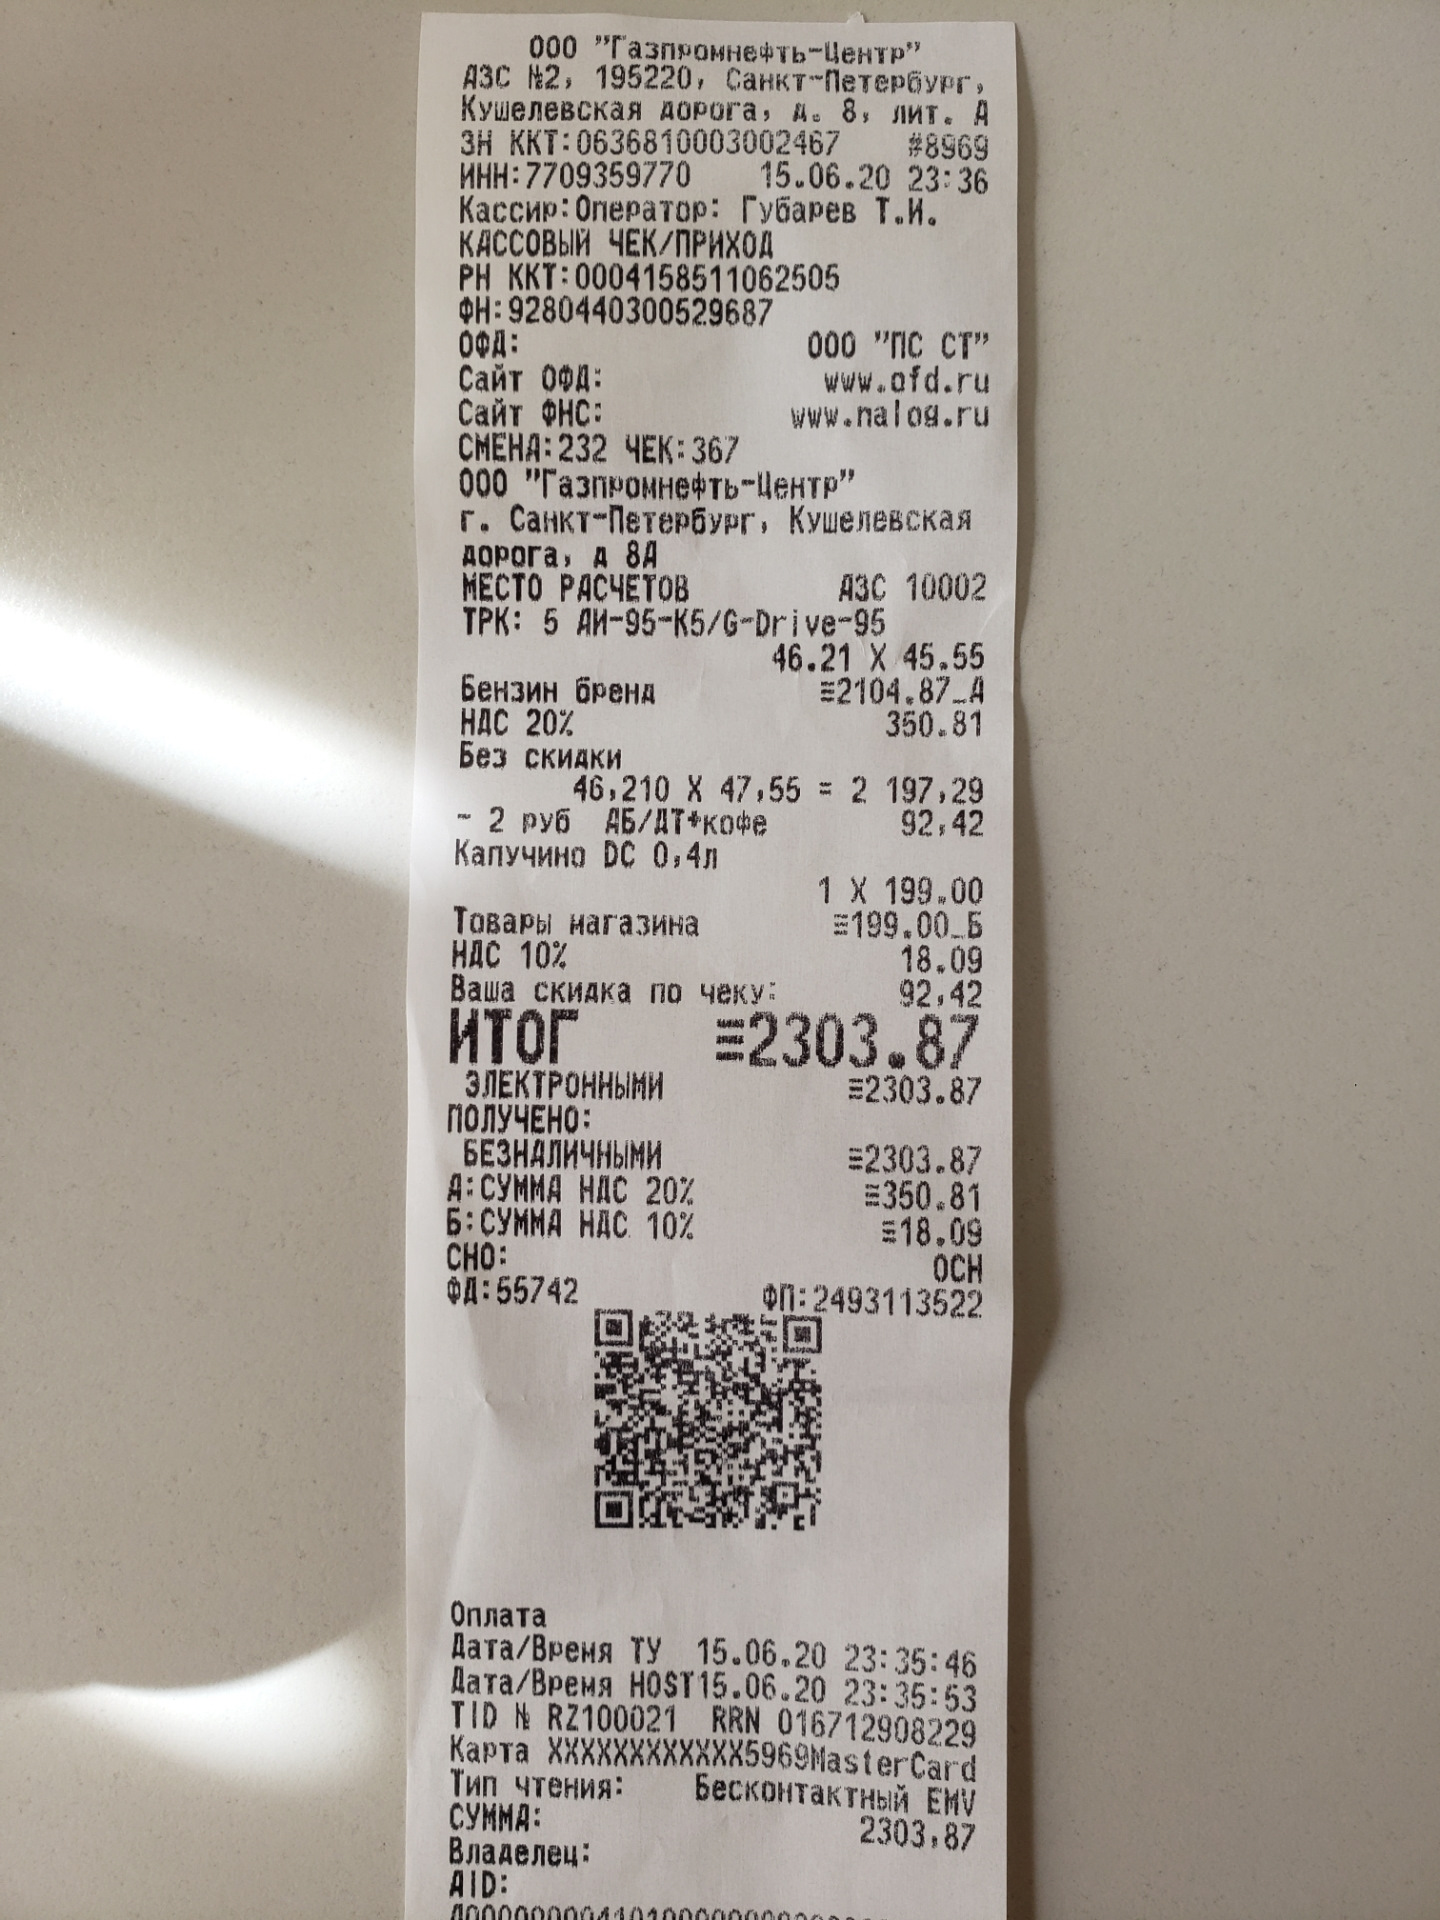 ООО "Газпромнефть-Центр"
АЗС №2, 195220, Санкт-Петербург,
Кушелевская дорога, д. 8, лит. А
ЗН ККТ:0636810003002467 #8969
ИНН:7709359770 15.06.20 23:36
Кассир:Оператор: Губарев Т.И.
КАССОВЫЙ ЧЕК/ПРИХОД
РН ККТ:0004158511062505
ФН:9280440300529687
ОФД: ООО "ПС СТ"
Сайт ОФД: www.ofd.ru
Сайт ФНС: www.nalog.ru
СМЕНА:232 ЧЕК:367
ООО "Газпромнефть-Центр"
г. Санкт-Петербург, Кушелевская
дорога, д 8А
МЕСТО РАСЧЕТОВ АЗС 10002
ТРК: 5 АИ-95-К5/G-Drive-95
46.21 X 45.55
Бензин бренд ≡2104.87_А
НДС 20% 350.81
Без скидки
46,210 X 47,55 = 2 197,29
- 2 руб АБ/ДТ+кофе 92,42
Капучино DC 0,4л
1 X 199.00
Товары магазина ≡199.00_Б
НДС 10% 18.09
Ваша скидка по чеку: 92,42
ИТОГ ≡2303.87
ЭЛЕКТРОННЫМИ ≡2303.87
ПОЛУЧЕНО:
БЕЗНАЛИЧНЫМИ ≡2303.87
А:СУММА НДС 20% ≡350.81
Б:СУММА НДС 10% ≡18.09
СНО: ОСН
ФД:55742 ФП:2493113522
Оплата
Дата/Время ТУ 15.06.20 23:35:46
Дата/Время HOST15.06.20 23:35:53
TID № RZ100021 RRN 016712908229
Карта XXXXXXXXXXXX5969MasterCard
Тип чтения: Бесконтактный EMV
СУММА: 2303,87
Владелец:
AID: